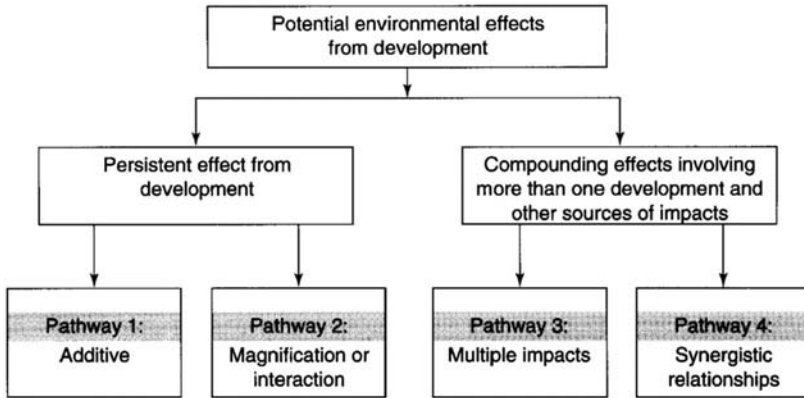 Potential environmental effects
from development
Persistent effect from
development
Compounding effects involving
more than one development and
other sources of impacts
Pathway 1:
Additive
Pathway 2:
Magnification or
interaction
Pathway 3:
Multiple impacts
Pathway 4:
Synergistic
relationships